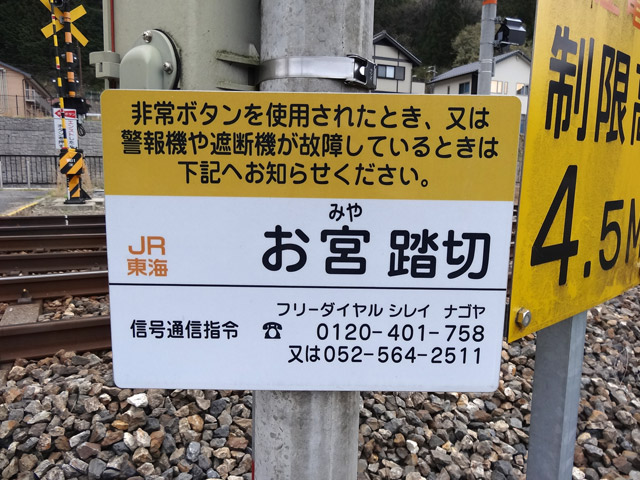 非常ボタンを使用されたとき、又は
警報機や遮断機が故障しているときは
下記へお知らせください。
JR
東海
みや
お宮 踏切
フリーダイヤル シレイ ナゴヤ
信号通信指令 ☎ 0120-401-758
又は052-564-2511
制限高
4.5M